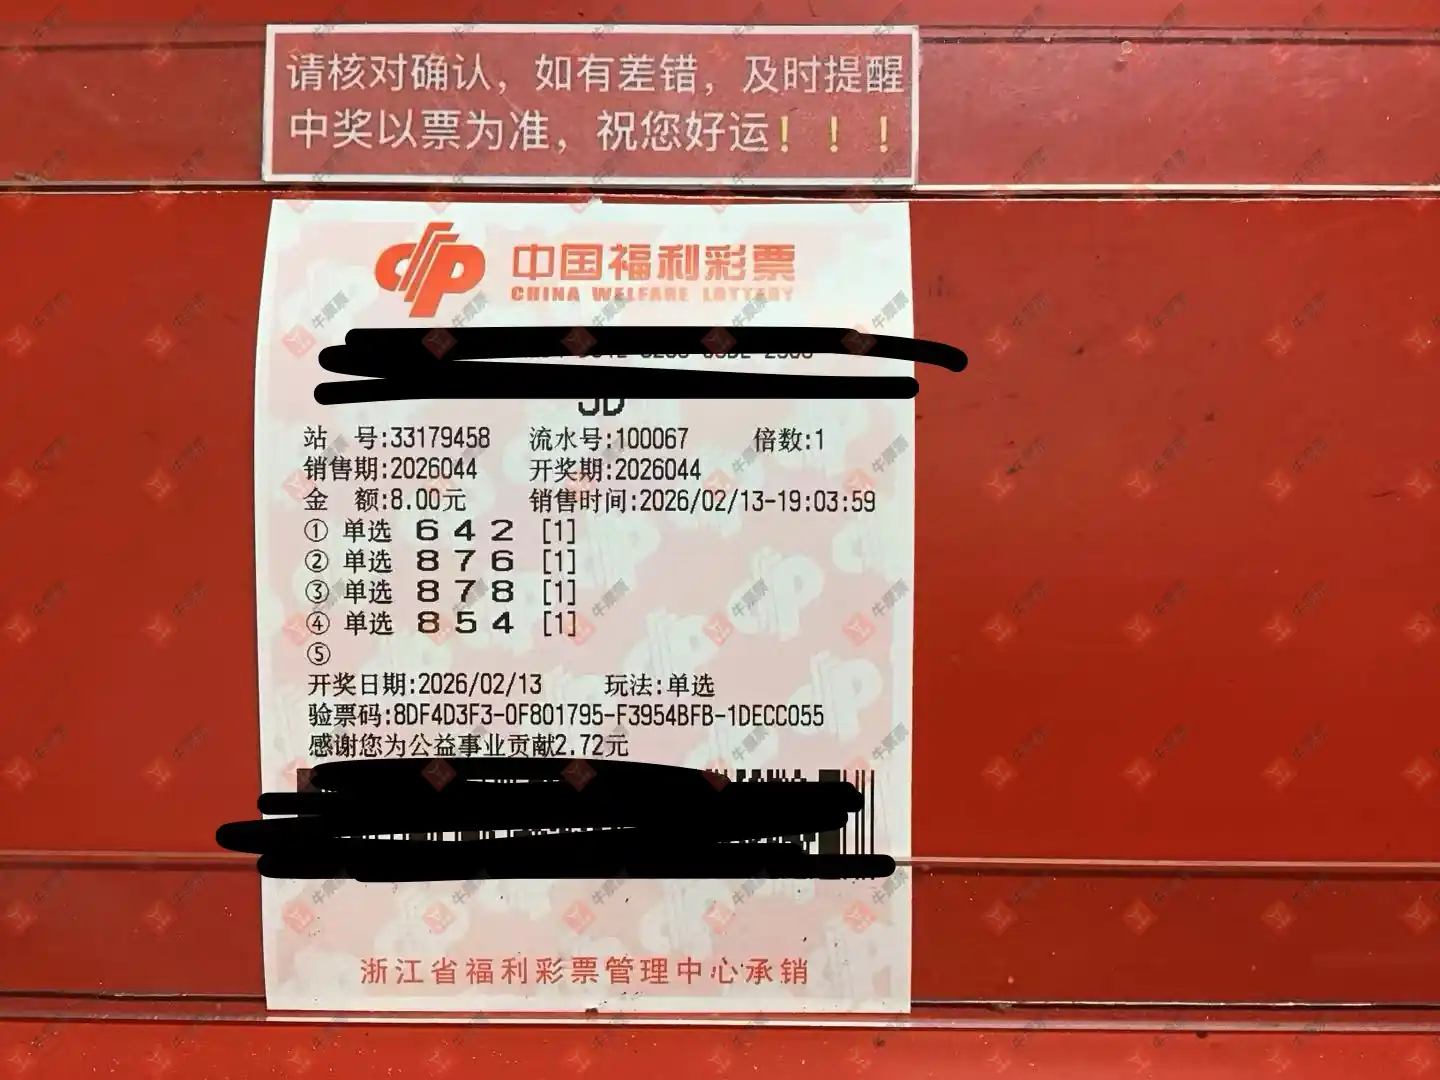 请核对确认，如有差错，及时提醒
中奖以票为准，祝您好运！！！
中国福利彩票
CHINA WELFARE LOTTERY
3D
站 号:33179458 流水号:100067 倍数:1
销售期:2026044 开奖期:2026044
金 额:8.00元 销售时间:2026/02/13-19:03:59
① 单选 6 4 2 [1]
② 单选 8 7 6 [1]
③ 单选 8 7 8 [1]
④ 单选 8 5 4 [1]
⑤
开奖日期:2026/02/13 玩法:单选
验票码:8DF4D3F3-0F801795-F3954BFB-1DECC055
感谢您为公益事业贡献2.72元
浙江省福利彩票管理中心承销
牛票票